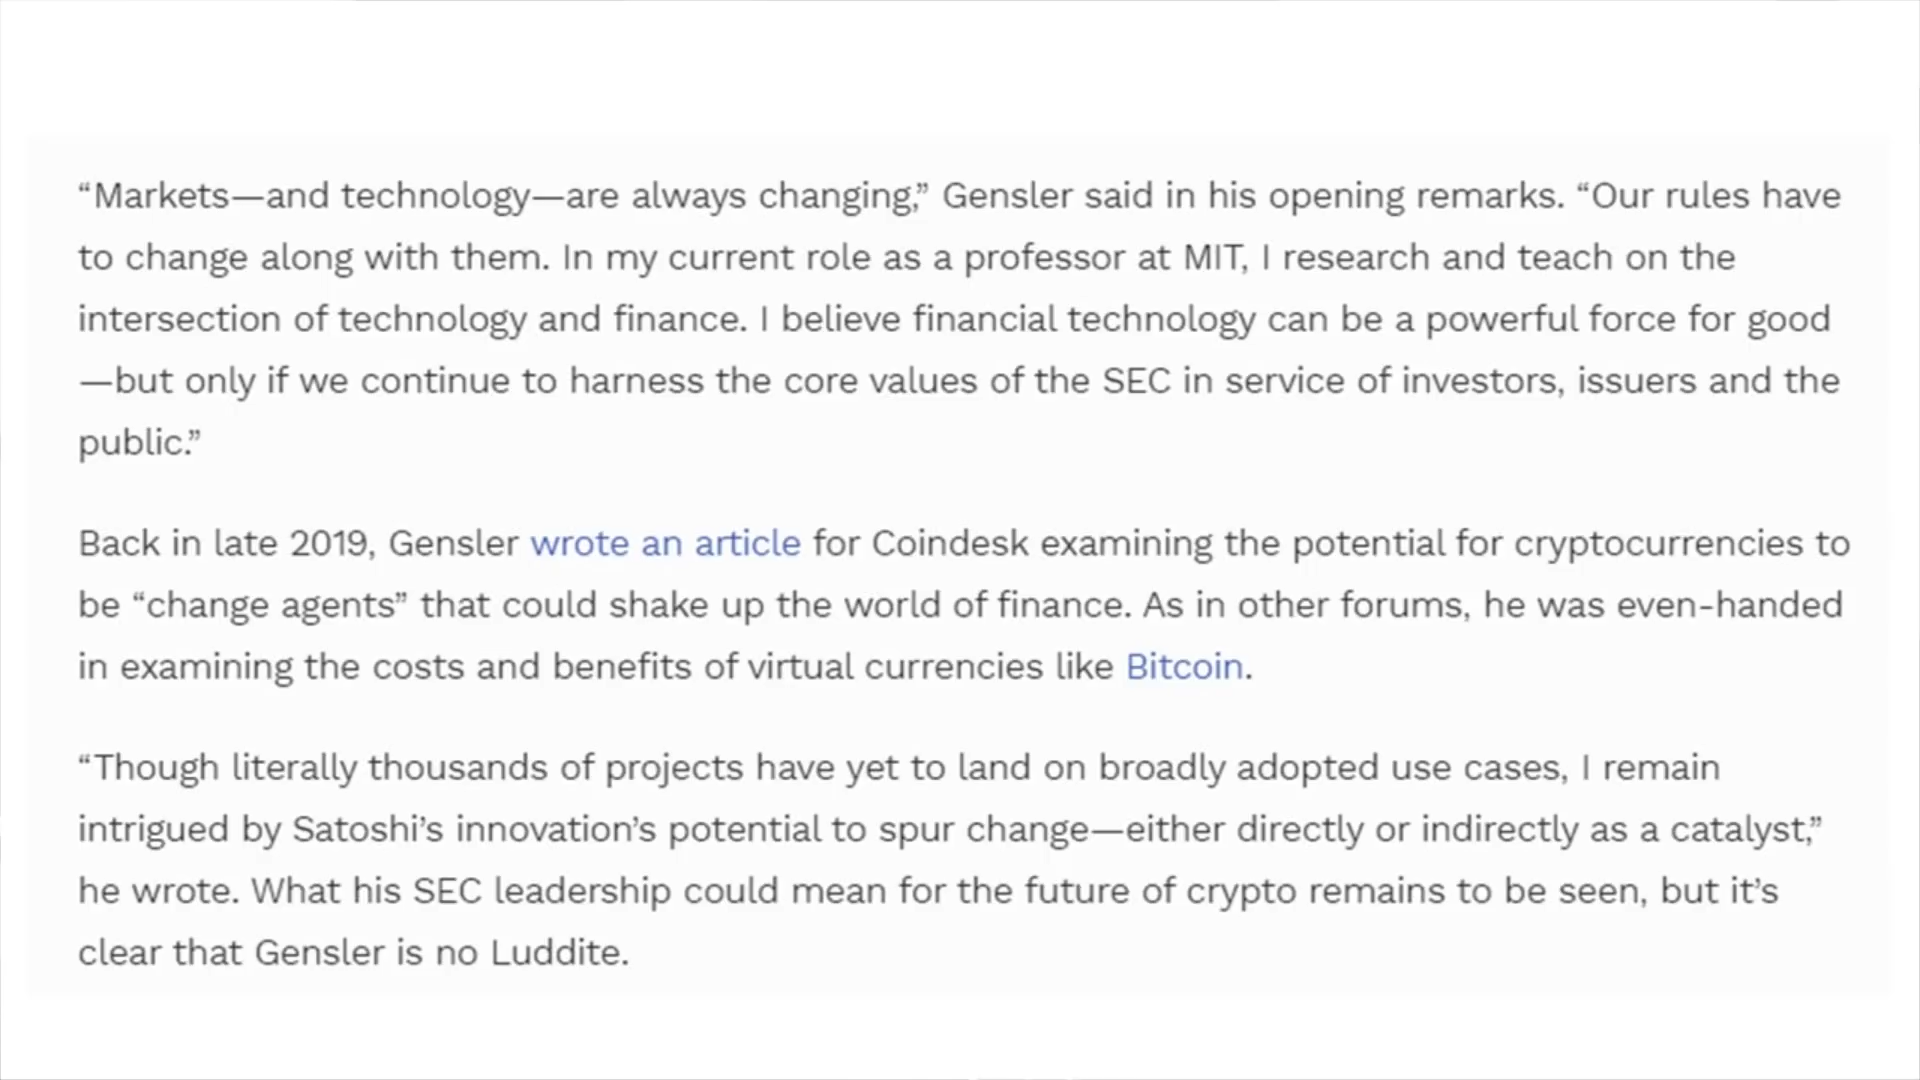 “Markets—and technology—are always changing,” Gensler said in his opening remarks. “Our rules have
to change along with them. In my current role as a professor at MIT, I research and teach on the
intersection of technology and finance. I believe financial technology can be a powerful force for good
—but only if we continue to harness the core values of the SEC in service of investors, issuers and the
public.”
Back in late 2019, Gensler wrote an article for Coindesk examining the potential for cryptocurrencies to
be “change agents” that could shake up the world of finance. As in other forums, he was even-handed
in examining the costs and benefits of virtual currencies like Bitcoin.
“Though literally thousands of projects have yet to land on broadly adopted use cases, I remain
intrigued by Satoshi’s innovation’s potential to spur change—either directly or indirectly as a catalyst,”
he wrote. What his SEC leadership could mean for the future of crypto remains to be seen, but it’s
clear that Gensler is no Luddite.